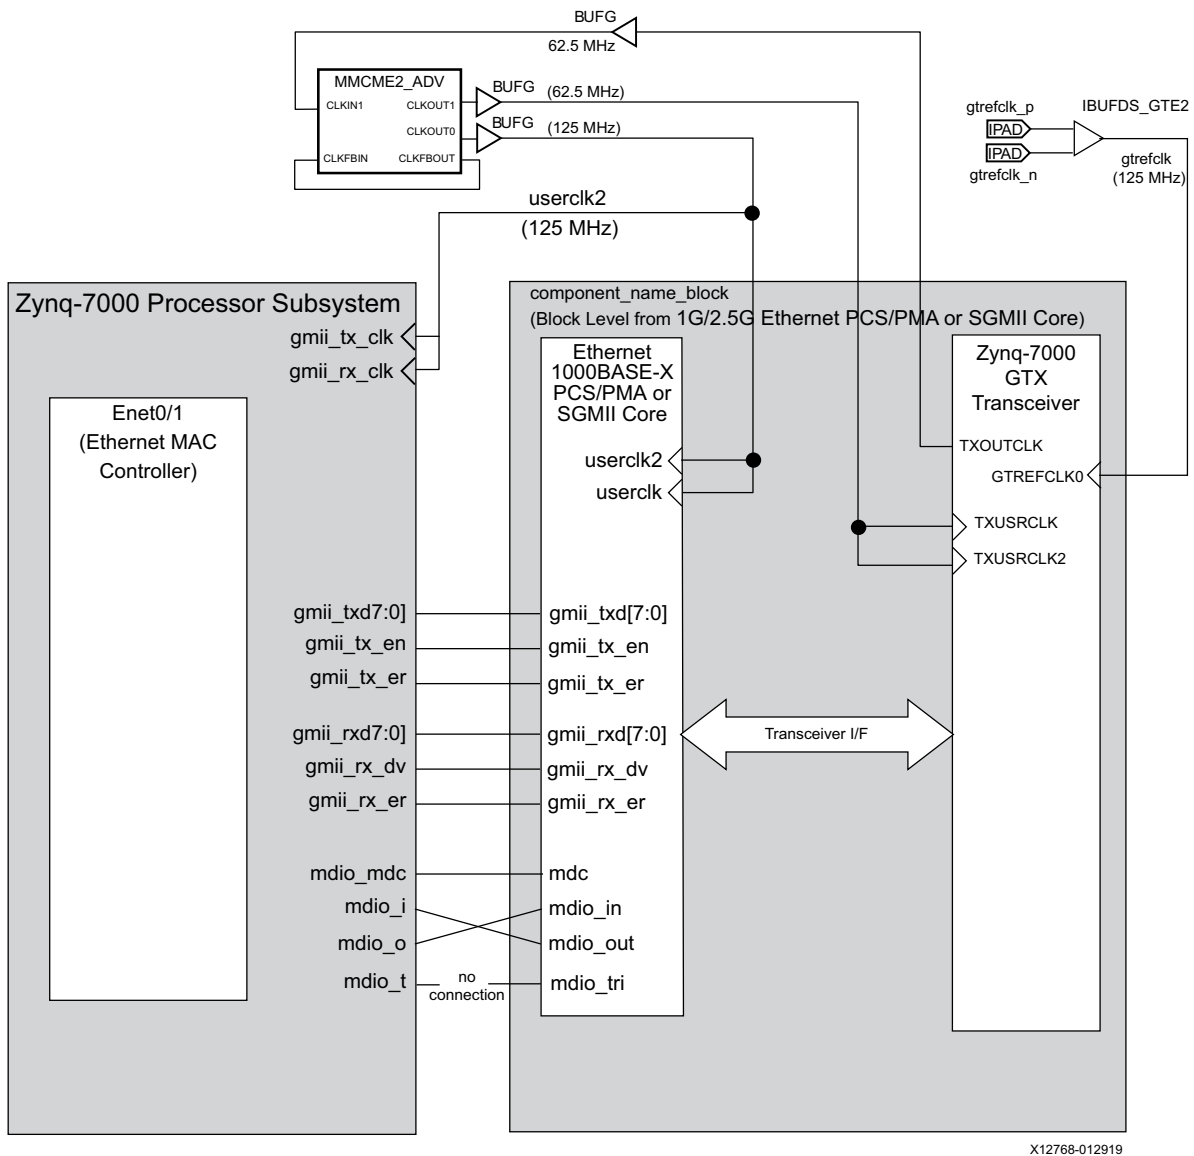 BUFG
62.5 MHz
MMCME2_ADV
CLKIN1
CLKOUT1
CLKOUT0
CLKFBIN
CLKFBOUT
BUFG
(62.5 MHz)
BUFG
(125 MHz)
gtrefclk_p
IBUFDS_GTE2
IPAD
IPAD
gtrefclk_n
gtrefclk
(125 MHz)
userclk2
(125 MHz)
Zynq-7000 Processor Subsystem
gmii_tx_clk
gmii_rx_clk
Enet0/1
(Ethernet MAC
Controller)
component_name_block
(Block Level from 1G/2.5G Ethernet PCS/PMA or SGMII Core)
Ethernet
1000BASE-X
PCS/PMA or
SGMII Core
userclk2
userclk
Zynq-7000
GTX
Transceiver
TXOUTCLK
GTREFCLK0
TXUSRCLK
TXUSRCLK2
gmii_txd7:0]
gmii_tx_en
gmii_tx_er
gmii_rxd7:0]
gmii_rx_dv
gmii_rx_er
mdio_mdc
mdio_i
mdio_o
mdio_t
no
connection
gmii_txd[7:0]
gmii_tx_en
gmii_tx_er
gmii_rxd[7:0]
gmii_rx_dv
gmii_rx_er
mdc
mdio_in
mdio_out
mdio_tri
Transceiver I/F
X12768-012919